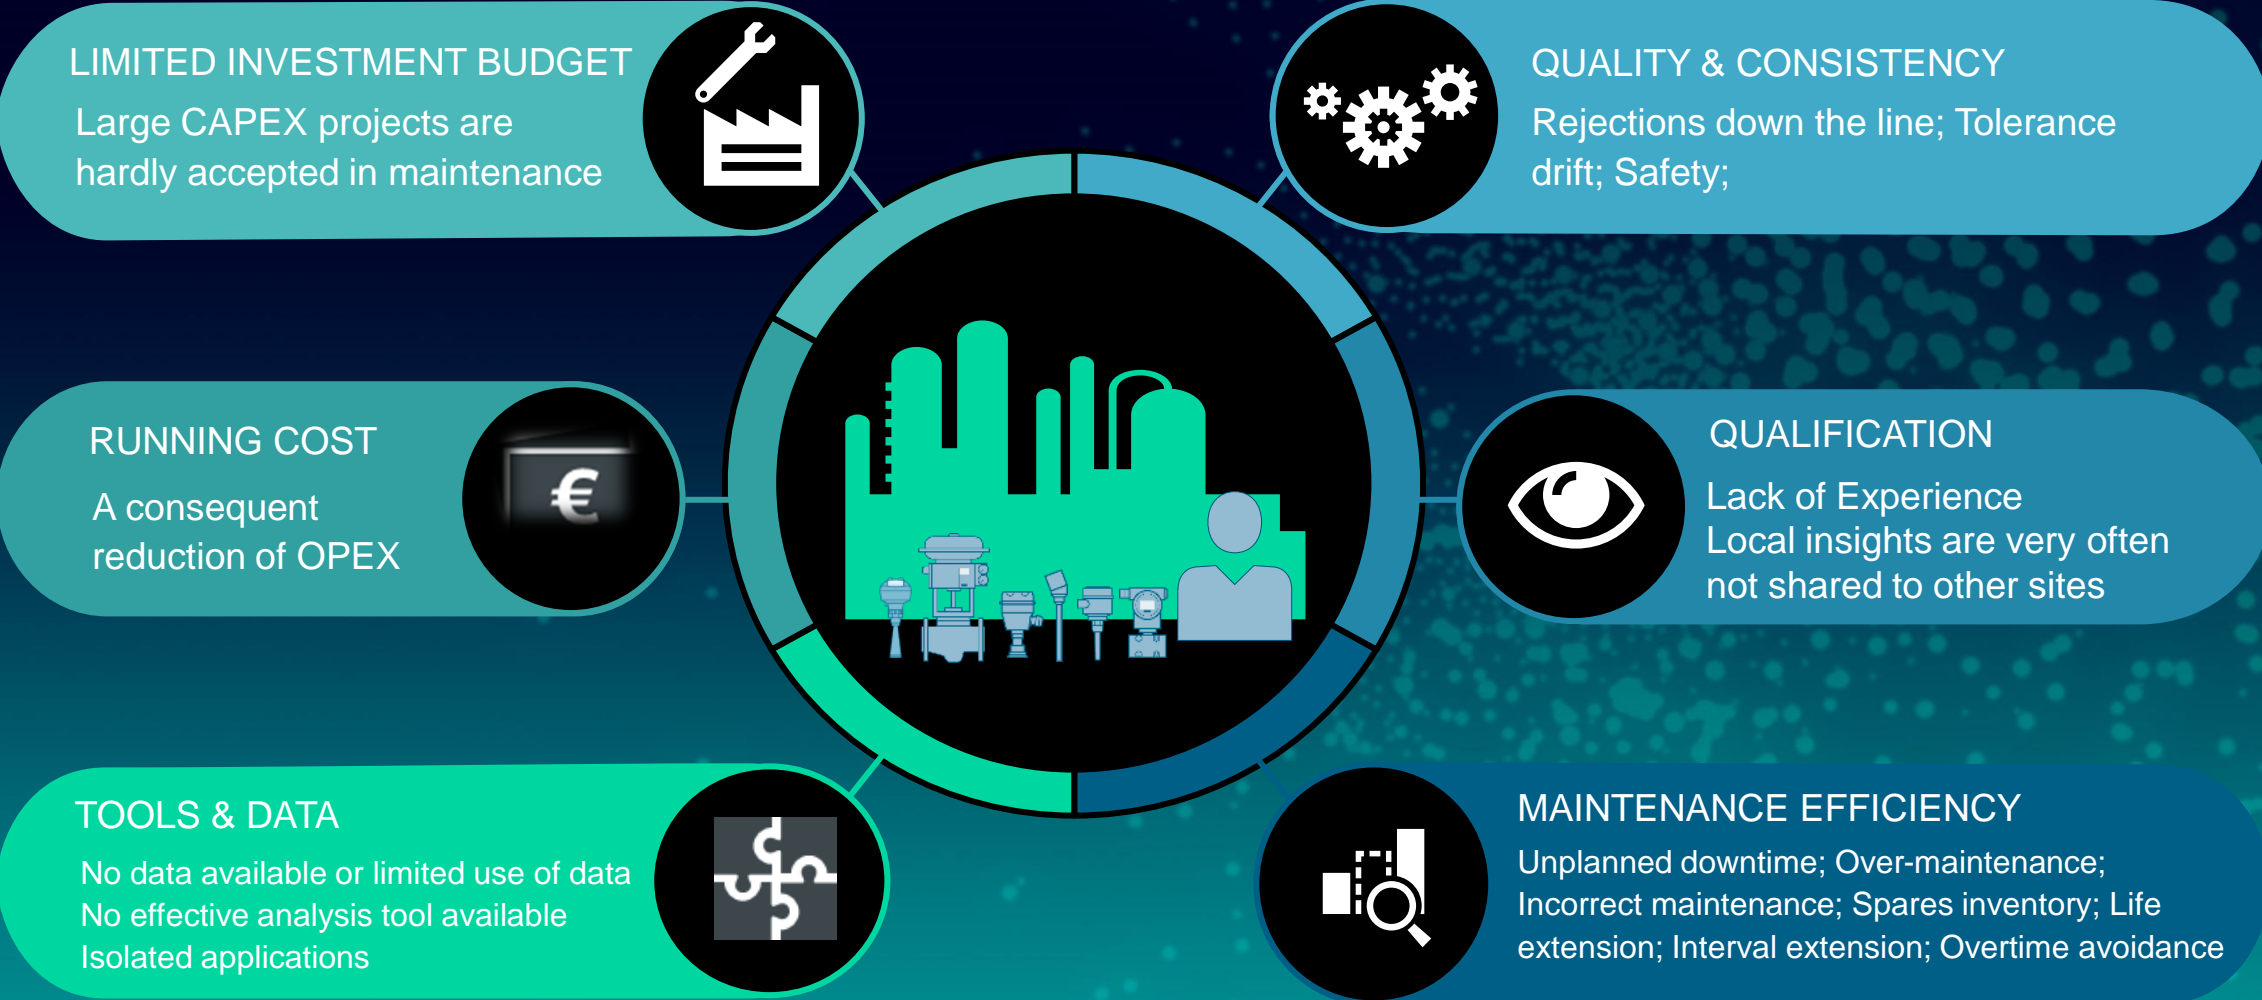 LIMITED INVESTMENT BUDGET
Large CAPEX projects are
hardly accepted in maintenance
QUALITY & CONSISTENCY
Rejections down the line; Tolerance
drift; Safety;
RUNNING COST
A consequent
reduction of OPEX
€
QUALIFICATION
Lack of Experience
Local insights are very often
not shared to other sites
TOOLS & DATA
No data available or limited use of data
No effective analysis tool available
Isolated applications
MAINTENANCE EFFICIENCY
Unplanned downtime; Over-maintenance;
Incorrect maintenance; Spares inventory; Life
extension; Interval extension; Overtime avoidance